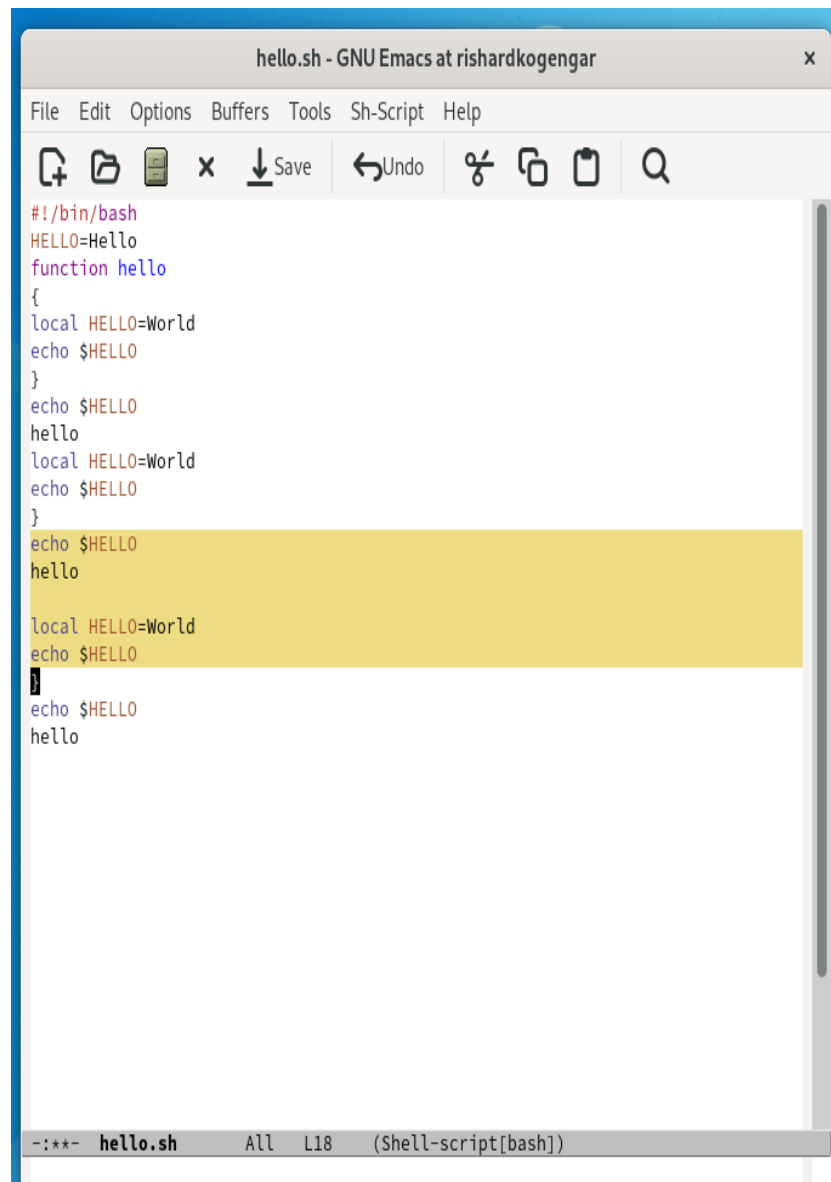 hello.sh - GNU Emacs at rishardkogengar x
File Edit Options Buffers Tools Sh-Script Help
Save Undo
#!/bin/bash
HELLO=Hello
function hello
{
local HELLO=World
echo $HELLO
}
echo $HELLO
hello
local HELLO=World
echo $HELLO
}
echo $HELLO
hello
local HELLO=World
echo $HELLO
}
echo $HELLO
hello
-:**- hello.sh All L18 (Shell-script[bash])